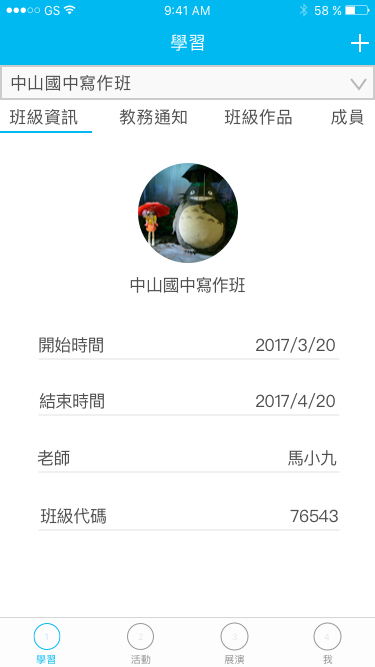 GS 9:41 AM 58 %
學習
中山國中寫作班
班級資訊 教務通知 班級作品 成員
中山國中寫作班
開始時間 2017/3/20
結束時間 2017/4/20
老師 馬小九
班級代碼 76543
1 2 3 4
學習 活動 展演 我